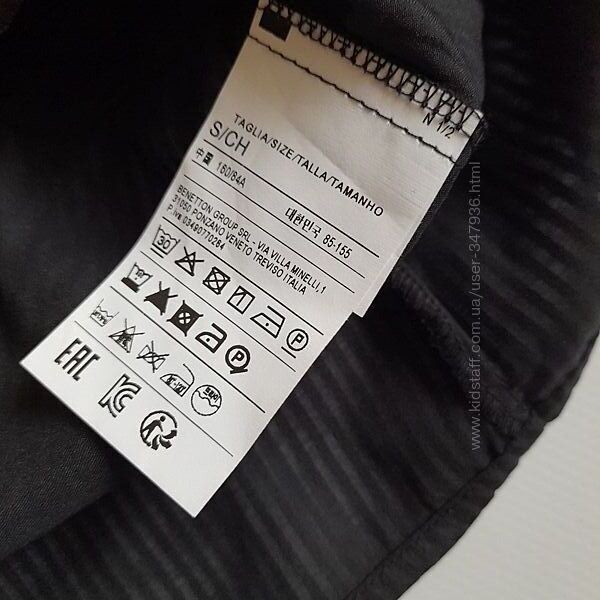 N 1/2
TAGLIA/SIZE/TALLA/TAMANHO
S/CH
中国 160/84A 대한민국 85-155
BENETTON GROUP SRL - VIA VILLA MINELLI,1
31050 PONZANO VENETO TREVISO ITALIA
P.IVA 03490770264
30
P
P
EAC
www.kidstaff.com.ua/user-347936.html